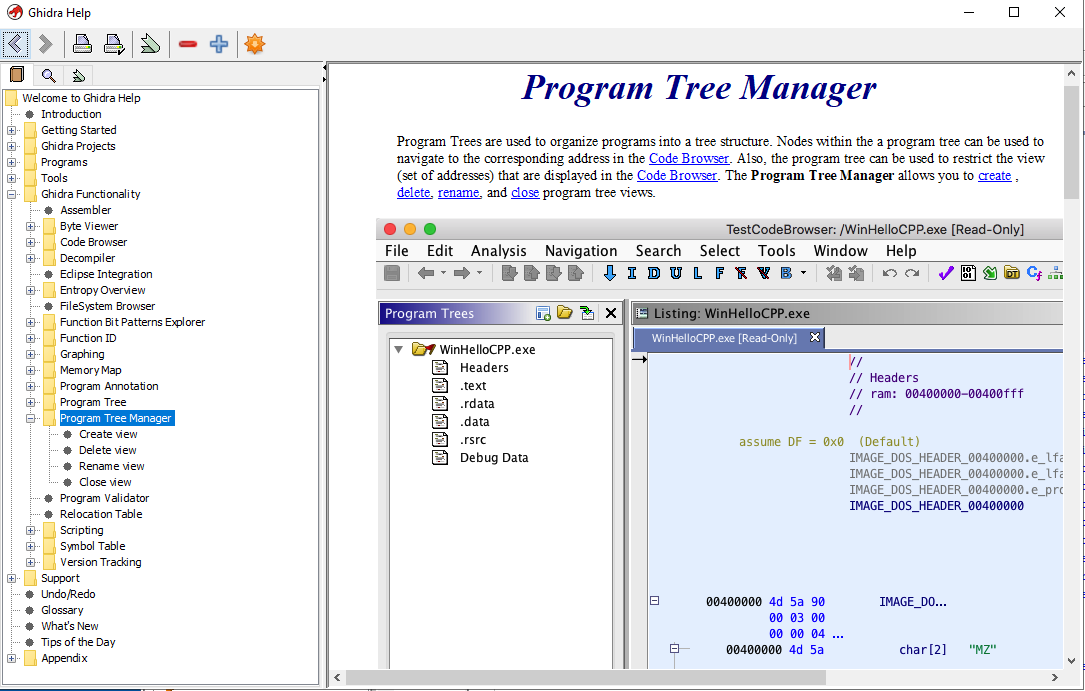 Ghidra Help
Welcome to Ghidra Help
Introduction
Getting Started
Ghidra Projects
Programs
Tools
Ghidra Functionality
Assembler
Byte Viewer
Code Browser
Decompiler
Eclipse Integration
Entropy Overview
FileSystem Browser
Function Bit Patterns Explorer
Function ID
Graphing
Memory Map
Program Annotation
Program Tree
Program Tree Manager
Create view
Delete view
Rename view
Close view
Program Validator
Relocation Table
Scripting
Symbol Table
Version Tracking
Support
Undo/Redo
Glossary
What's New
Tips of the Day
Appendix
Program Tree Manager
Program Trees are used to organize programs into a tree structure. Nodes within the a program tree can be used to
navigate to the corresponding address in the Code Browser. Also, the program tree can be used to restrict the view
(set of addresses) that are displayed in the Code Browser. The Program Tree Manager allows you to create ,
delete, rename, and close program tree views.
TestCodeBrowser: /WinHelloCPP.exe [Read-Only]
File Edit Analysis Navigation Search Select Tools Window Help
I D U L F F V B
Program Trees
WinHelloCPP.exe
Headers
.text
.rdata
.data
.rsrc
Debug Data
Listing: WinHelloCPP.exe
WinHelloCPP.exe [Read-Only]
//
// Headers
// ram: 00400000-00400fff
//
assume DF = 0x0 (Default)
IMAGE_DOS_HEADER_00400000.e_lfa
IMAGE_DOS_HEADER_00400000.e_lfa
IMAGE_DOS_HEADER_00400000.e_pro
IMAGE_DOS_HEADER_00400000
00400000 4d 5a 90 IMAGE_DO...
00 03 00
00 00 04 ...
00400000 4d 5a char[2] "MZ"